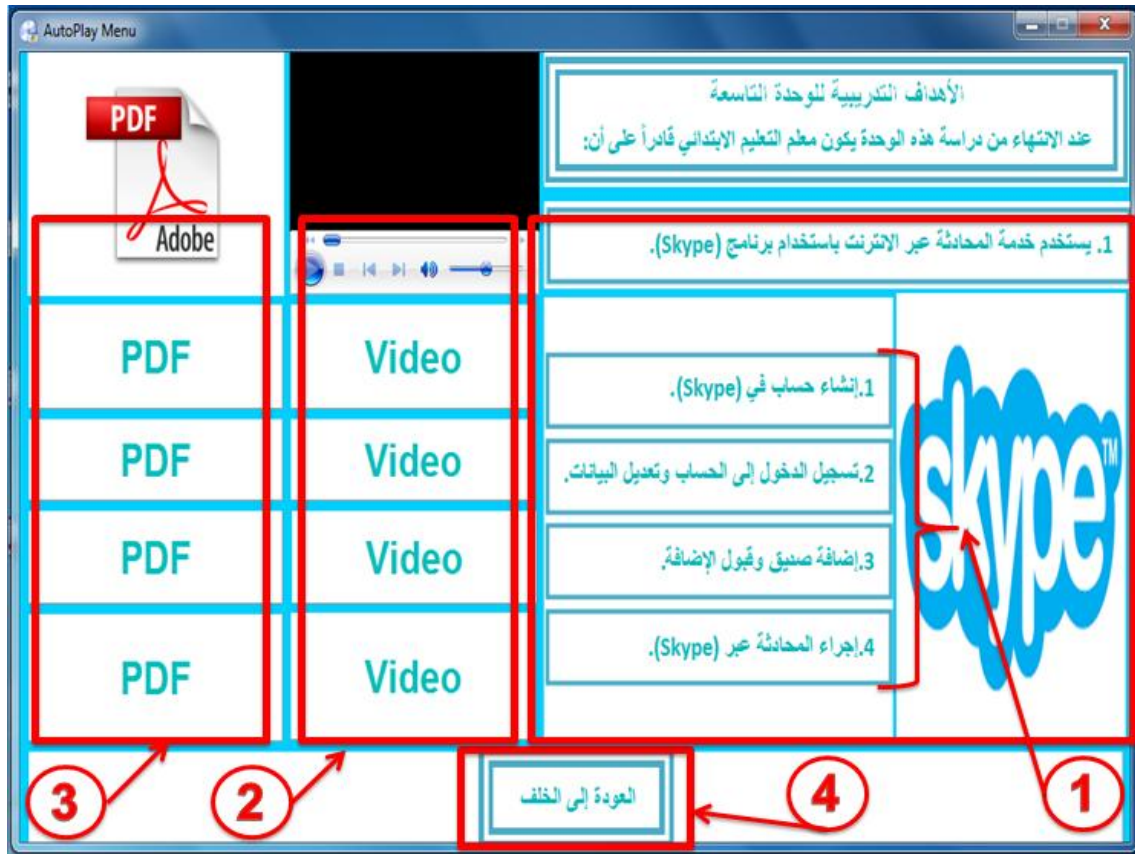 AutoPlay Menu
الأهداف التدريبية للوحدة التاسعة
عند الانتهاء من دراسة هذه الوحدة يكون معلم التعليم الابتدائي قادراً على أن:
PDF
Adobe
1. يستخدم خدمة المحادثة عبر الانترنت باستخدام برنامج (Skype).
skype™
1.إنشاء حساب في (Skype).
Video
PDF
2.تسجيل الدخول إلى الحساب وتعديل البيانات.
Video
PDF
3.إضافة صديق وقبول الإضافة.
Video
PDF
4.إجراء المحادثة عبر (Skype).
Video
PDF
العودة إلى الخلف
1
4
2
3